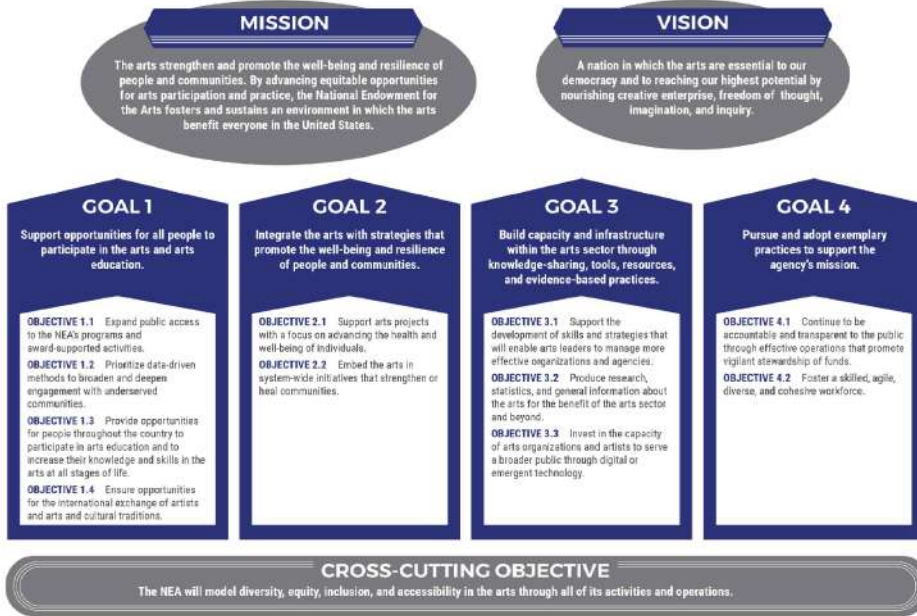 MISSION
The arts strengthen and promote the well-being and resilience of
people and communities. By advancing equitable opportunities
for arts participation and practice, the National Endowment for
the Arts fosters and sustains an environment in which the arts
benefit everyone in the United States.
VISION
A nation in which the arts are essential to our
democracy and to reaching our highest potential by
nourishing creative enterprise, freedom of thought,
imagination, and inquiry.
GOAL 1
Support opportunities for all people to
participate in the arts and arts
education.
OBJECTIVE 1.1 Expand public access
to the NEA's programs and
award-supported activities.
OBJECTIVE 1.2 Prioritize data-driven
methods to broaden and deepen
engagement with underserved
communities.
OBJECTIVE 1.3 Provide opportunities
for people throughout the country to
participate in arts education and to
increase their knowledge and skills in the
arts at all stages of life.
OBJECTIVE 1.4 Ensure opportunities
for the international exchange of artists
and arts and cultural traditions.
GOAL 2
Integrate the arts with strategies that
promote the well-being and resilience
of people and communities.
OBJECTIVE 2.1 Support arts projects
with a focus on advancing the health and
well-being of individuals.
OBJECTIVE 2.2 Embed the arts in
system-wide initiatives that strengthen or
heal communities.
GOAL 3
Build capacity and infrastructure
within the arts sector through
knowledge-sharing, tools, resources,
and evidence-based practices.
OBJECTIVE 3.1 Support the
development of skills and strategies that
will enable arts leaders to manage more
effective organizations and agencies.
OBJECTIVE 3.2 Produce research,
statistics, and general information about
the arts for the benefit of the arts sector
and beyond.
OBJECTIVE 3.3 Invest in the capacity
of arts organizations and artists to serve
a broader public through digital or
emergent technology.
GOAL 4
Pursue and adopt exemplary
practices to support the
agency's mission.
OBJECTIVE 4.1 Continue to be
accountable and transparent to the public
through effective operations that promote
vigilant stewardship of funds.
OBJECTIVE 4.2 Foster a skilled, agile,
diverse, and cohesive workforce.
CROSS-CUTTING OBJECTIVE
The NEA will model diversity, equity, inclusion, and accessibility in the arts through all of its activities and operations.